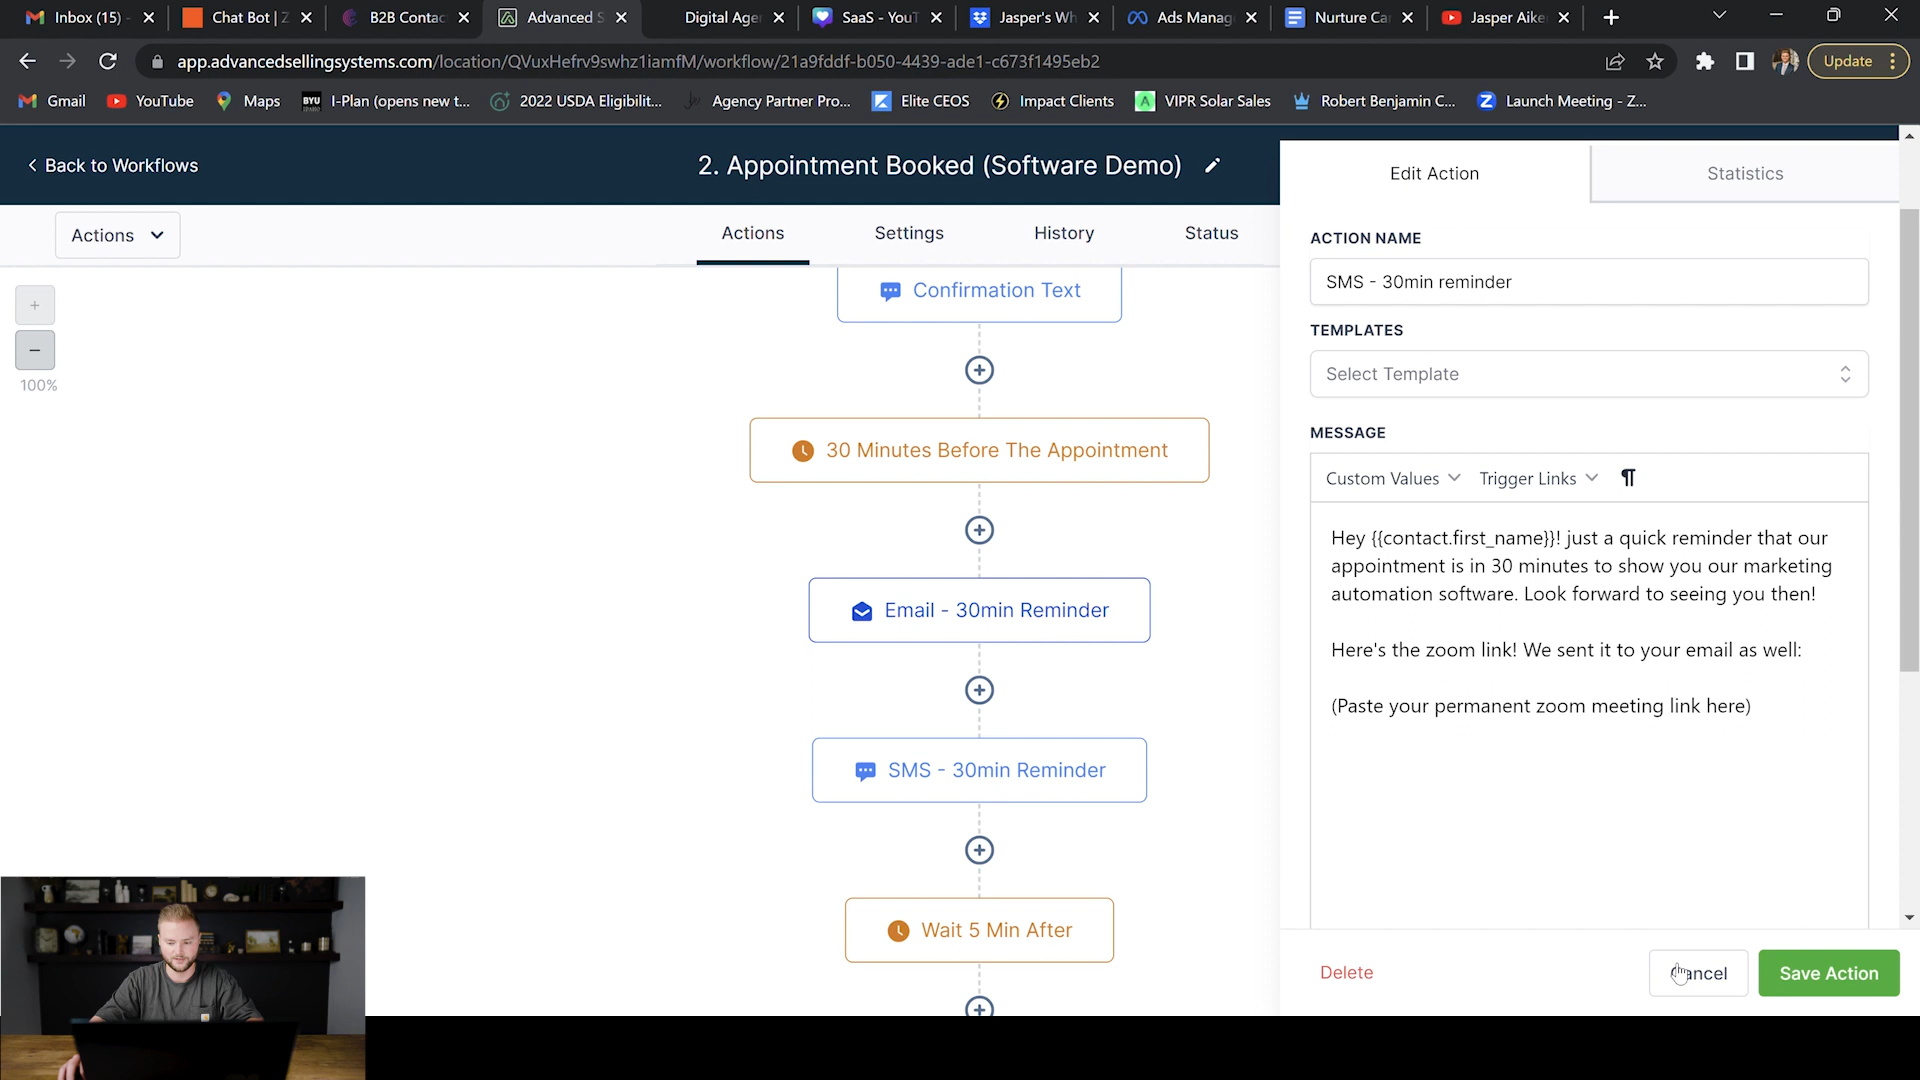 Inbox (15) -
Chat Bot | Z
B2B Contac
Advanced S
Digital Age
SaaS - YouT
Jasper's Wh
Ads Manag
Nurture Ca
Jasper Aike
app.advancedsellingsystems.com/location/QVuxHefrv9swhz1iamfM/workflow/21a9fddf-b050-4439-ade1-c673f1495eb2
Update
Gmail
YouTube
Maps
BYU
I-Plan (opens new t...
2022 USDA Eligibilit...
Agency Partner Pro...
Elite CEOS
Impact Clients
VIPR Solar Sales
Robert Benjamin C...
Launch Meeting - Z...
Back to Workflows
2. Appointment Booked (Software Demo)
Actions
Actions
Settings
History
Status
+
−
100%
Confirmation Text
30 Minutes Before The Appointment
Email - 30min Reminder
SMS - 30min Reminder
Wait 5 Min After
Edit Action
Statistics
ACTION NAME
SMS - 30min reminder
TEMPLATES
Select Template
MESSAGE
Custom Values
Trigger Links
¶
Hey {{contact.first_name}}! just a quick reminder that our
appointment is in 30 minutes to show you our marketing
automation software. Look forward to seeing you then!
Here's the zoom link! We sent it to your email as well:
(Paste your permanent zoom meeting link here)
Delete
Cancel
Save Action